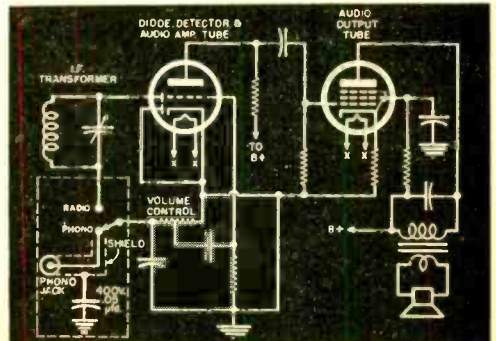 DIODE DETECTOR &
AUDIO AMP. TUBE
AUDIO
OUTPUT
TUBE
I.F.
TRANSFORMER
X X
X X
TO
B+
RADIO
VOLUME
CONTROL
PHONO
SHIELD
B+
PHONO
JACK
400V.
.05
µfd.